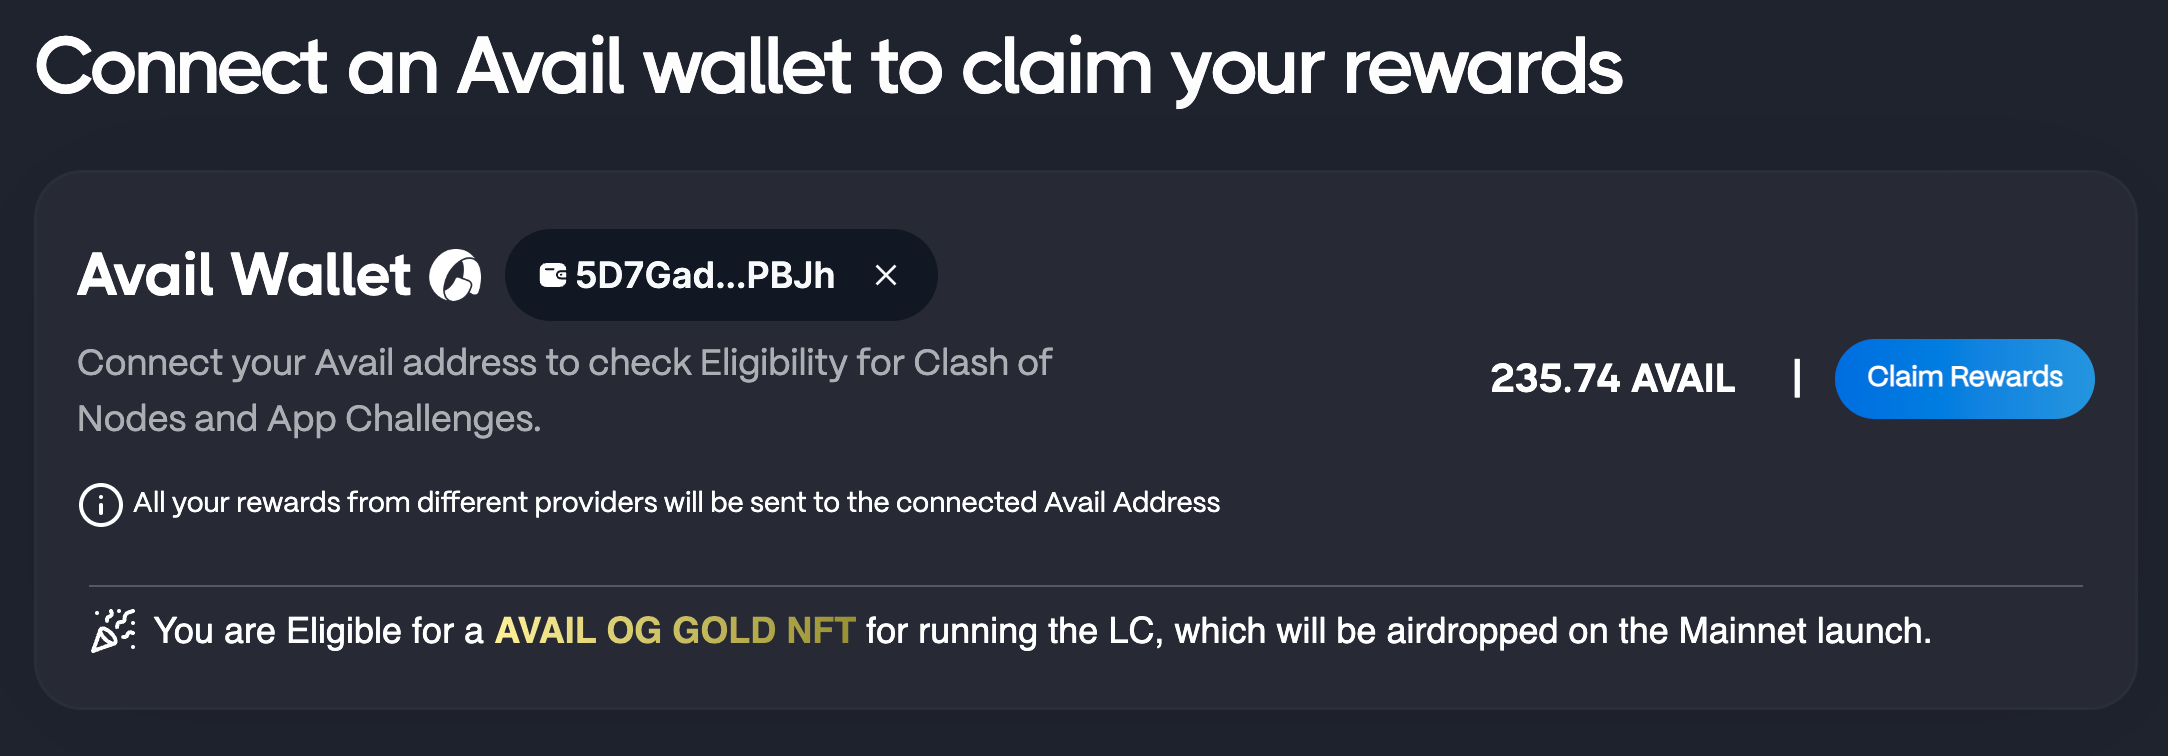 Connect an Avail wallet to claim your rewards
Avail Wallet 5D7Gad...PBJh
Connect your Avail address to check Eligibility for Clash of
Nodes and App Challenges.
235.74 AVAIL | Claim Rewards
All your rewards from different providers will be sent to the connected Avail Address
You are Eligible for a AVAIL OG GOLD NFT for running the LC, which will be airdropped on the Mainnet launch.